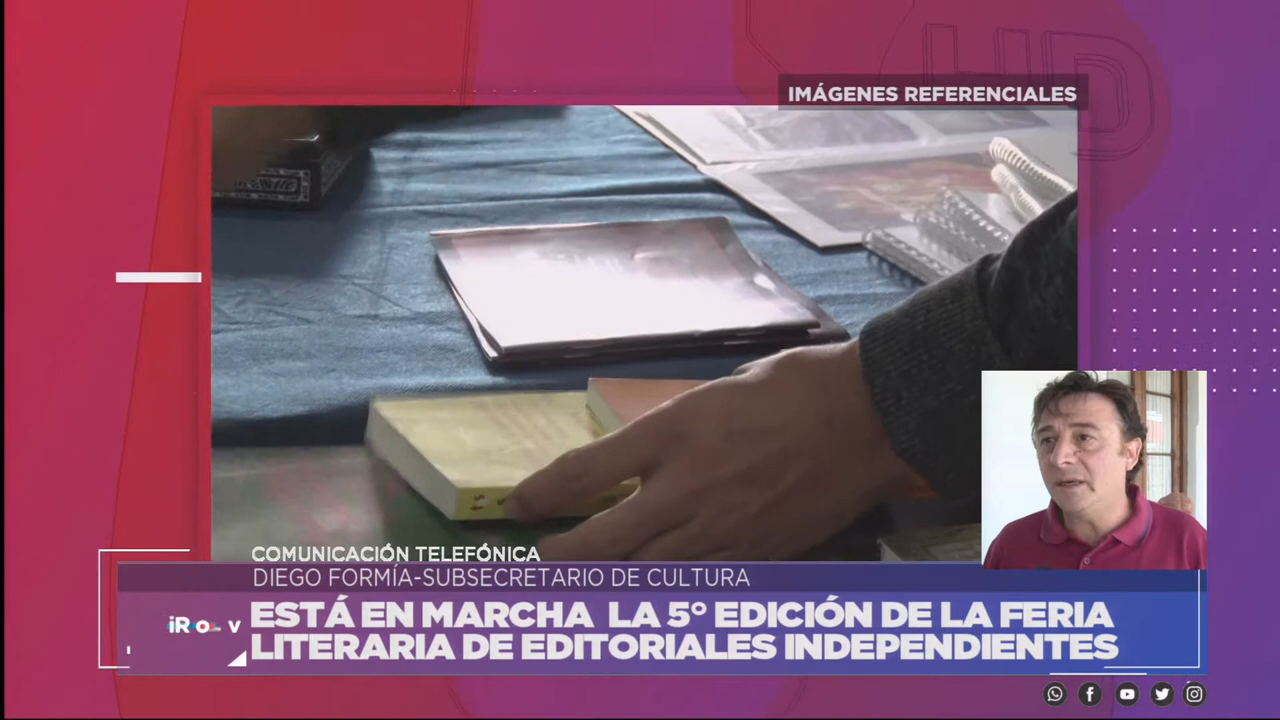 IMÁGENES REFERENCIALES
COMUNICACIÓN TELEFÓNICA
DIEGO FORMÍA-SUBSECRETARIO DE CULTURA
ESTÁ EN MARCHA LA 5° EDICIÓN DE LA FERIA
LITERARIA DE EDITORIALES INDEPENDIENTES